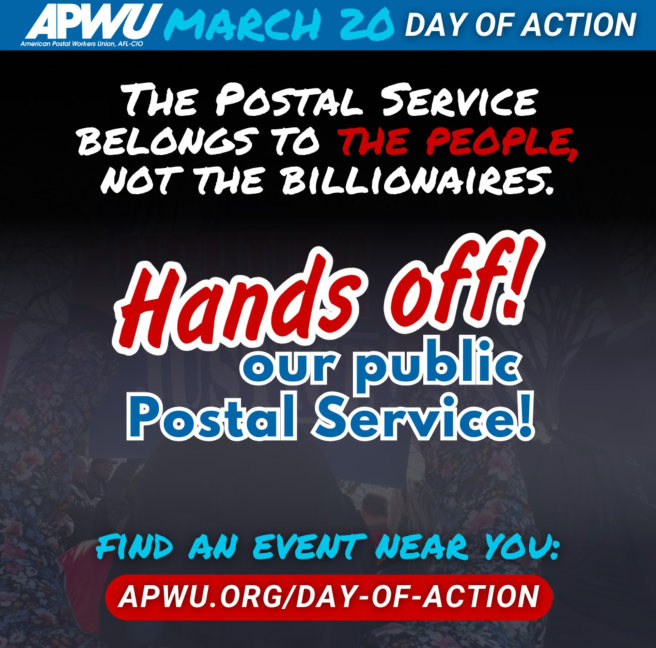 APWU MARCH 20 DAY OF ACTION
American Postal Workers Union, AFL-CIO
THE POSTAL SERVICE
BELONGS TO THE PEOPLE,
NOT THE BILLIONAIRES.
Hands off!
our public
Postal Service!
FIND AN EVENT NEAR YOU:
APWU.ORG/DAY-OF-ACTION